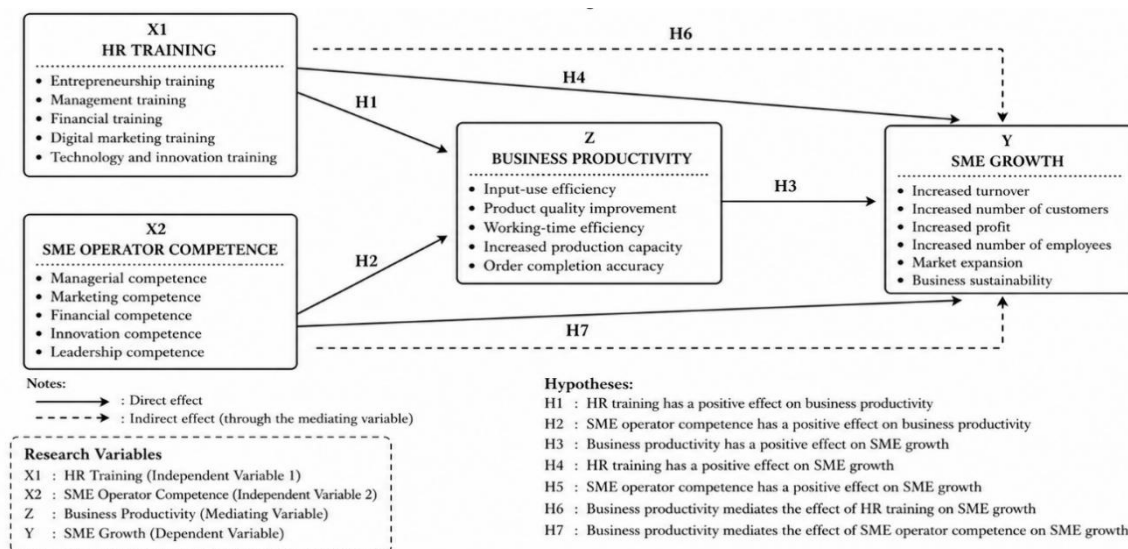 X1
HR TRAINING
• Entrepreneurship training
• Management training
• Financial training
• Digital marketing training
• Technology and innovation training
H6
H4
H1
Z
BUSINESS PRODUCTIVITY
• Input-use efficiency
• Product quality improvement
• Working-time efficiency
• Increased production capacity
• Order completion accuracy
H3
Y
SME GROWTH
• Increased turnover
• Increased number of customers
• Increased profit
• Increased number of employees
• Market expansion
• Business sustainability
X2
SME OPERATOR COMPETENCE
• Managerial competence
• Marketing competence
• Financial competence
• Innovation competence
• Leadership competence
H2
H7
Notes:
: Direct effect
: Indirect effect (through the mediating variable)
Research Variables
X1 : HR Training (Independent Variable 1)
X2 : SME Operator Competence (Independent Variable 2)
Z : Business Productivity (Mediating Variable)
Y : SME Growth (Dependent Variable)
Hypotheses:
H1 : HR training has a positive effect on business productivity
H2 : SME operator competence has a positive effect on business productivity
H3 : Business productivity has a positive effect on SME growth
H4 : HR training has a positive effect on SME growth
H5 : SME operator competence has a positive effect on SME growth
H6 : Business productivity mediates the effect of HR training on SME growth
H7 : Business productivity mediates the effect of SME operator competence on SME growth